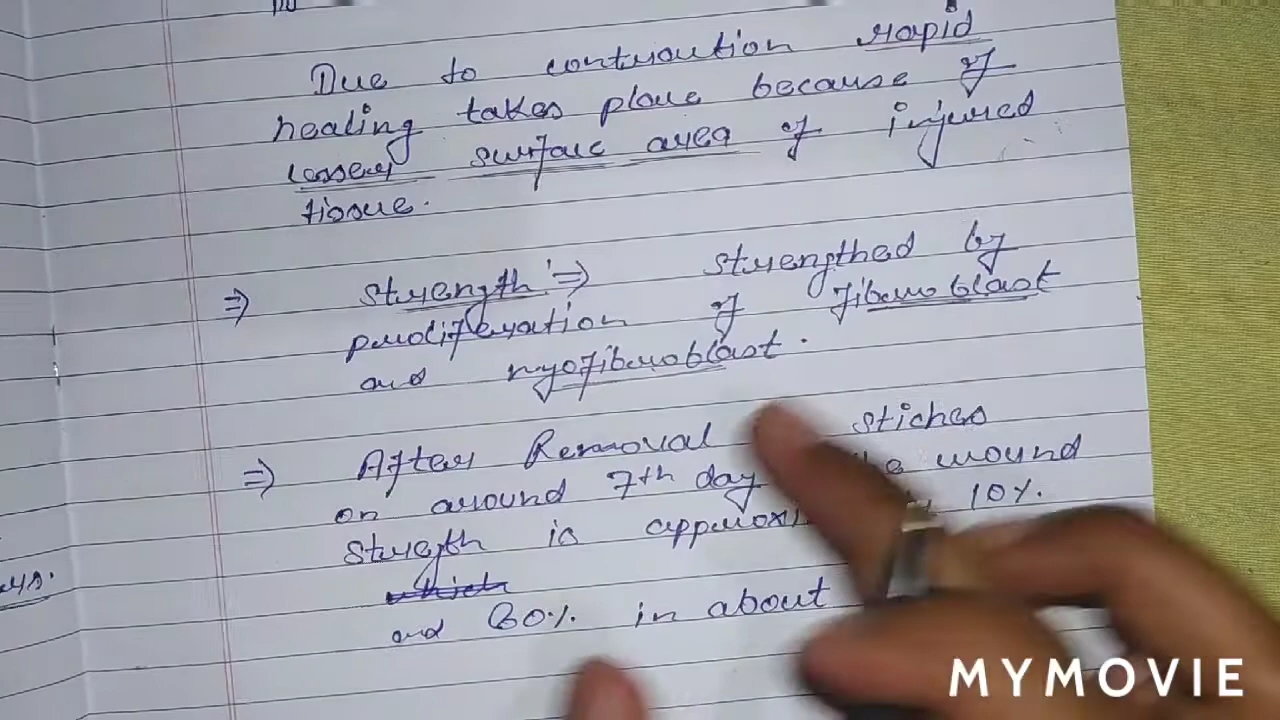 Due to contraction rapid
healing takes place because of
lesser surface area of injured
tissue.
⇒ Strength ⇒ strengthed by
proliferation of fibroblast
and myofibroblast.
⇒ After Removal stiches
on around 7th day wound
strength is 10%.
which
and 80% in about
MYMOVIE